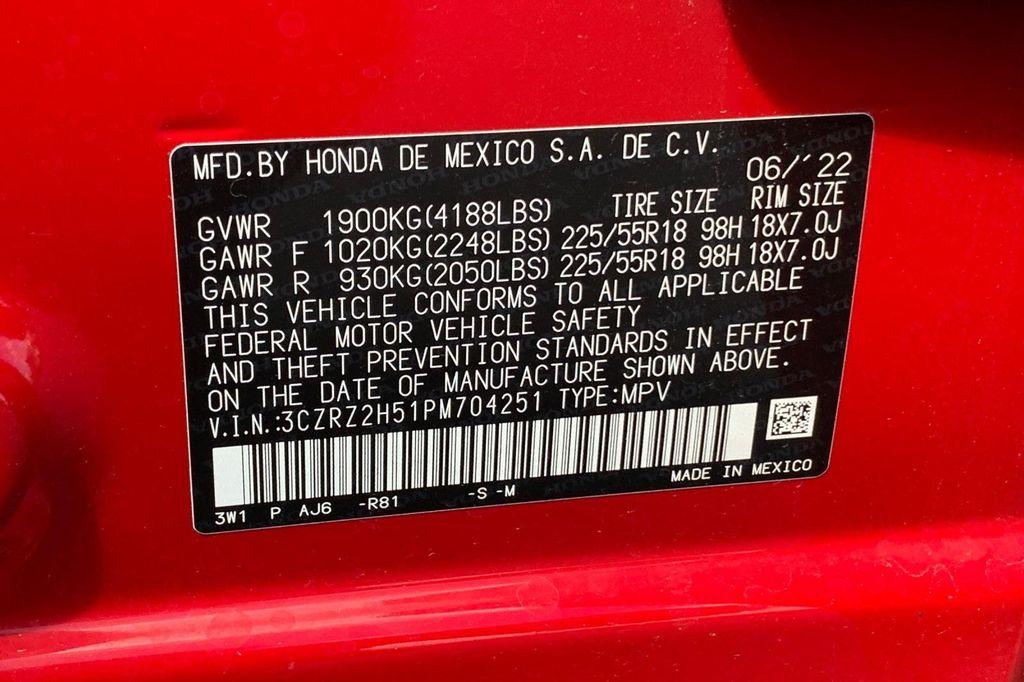 MFD.BY HONDA DE MEXICO S.A. DE C.V.
06/'22
GVWR 1900KG(4188LBS) TIRE SIZE RIM SIZE
GAWR F 1020KG(2248LBS) 225/55R18 98H 18X7.0J
GAWR R 930KG(2050LBS) 225/55R18 98H 18X7.0J
THIS VEHICLE CONFORMS TO ALL APPLICABLE
FEDERAL MOTOR VEHICLE SAFETY
AND THEFT PREVENTION STANDARDS IN EFFECT
ON THE DATE OF MANUFACTURE SHOWN ABOVE.
V.I.N.:3CZRZ2H51PM704251 TYPE:MPV
MADE IN MEXICO
3W1 P AJ6 -R81 -S -M